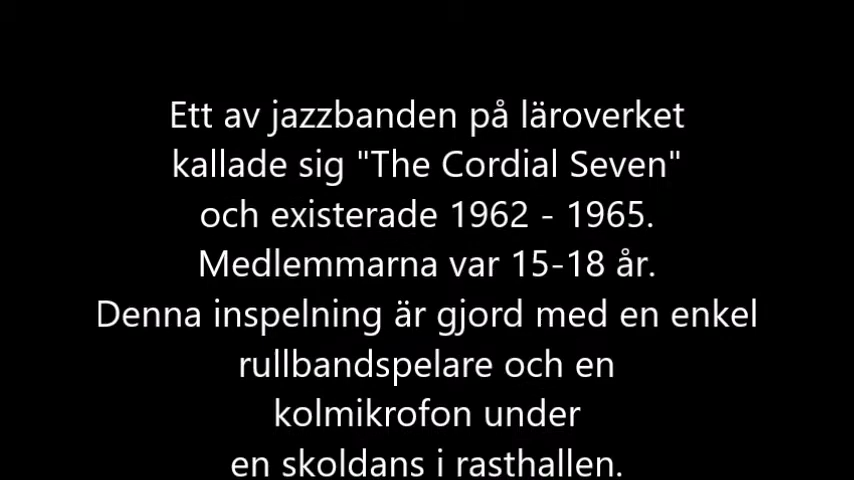 Ett av jazzbanden på läroverket
kallade sig "The Cordial Seven"
och existerade 1962 - 1965.
Medlemmarna var 15-18 år.
Denna inspelning är gjord med en enkel
rullbandspelare och en
kolmikrofon under
en skoldans i rasthallen.